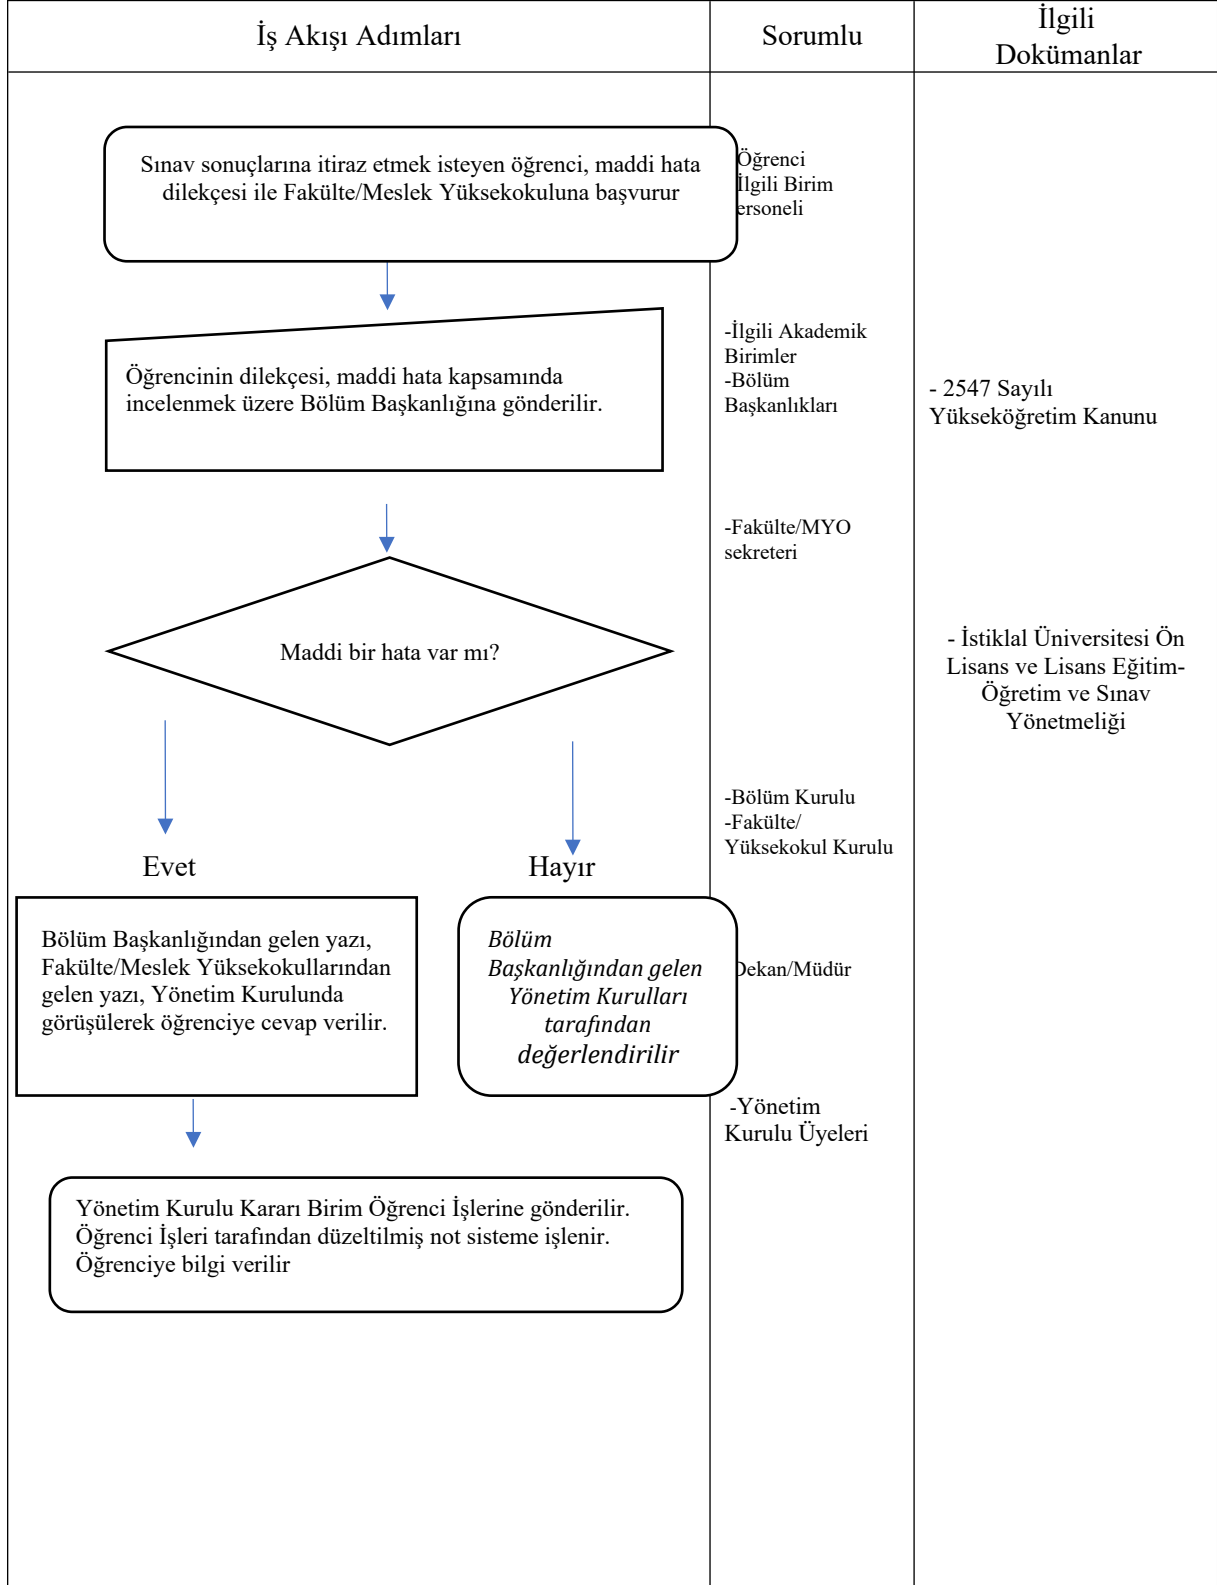 İş Akışı Adımları
Sorumlu
İlgili
Dokümanlar
Sınav sonuçlarına itiraz etmek isteyen öğrenci, maddi hata
dilekçesi ile Fakülte/Meslek Yüksekokuluna başvurur
Öğrenci
İlgili Birim
ersoneli
Öğrencinin dilekçesi, maddi hata kapsamında
incelenmek üzere Bölüm Başkanlığına gönderilir.
-İlgili Akademik
Birimler
-Bölüm
Başkanlıkları
- 2547 Sayılı
Yükseköğretim Kanunu
-Fakülte/MYO
sekreteri
Maddi bir hata var mı?
- İstiklal Üniversitesi Ön
Lisans ve Lisans Eğitim-
Öğretim ve Sınav
Yönetmeliği
-Bölüm Kurulu
-Fakülte/
Yüksekokul Kurulu
Evet
Hayır
Bölüm Başkanlığından gelen yazı,
Fakülte/Meslek Yüksekokullarından
gelen yazı, Yönetim Kurulunda
görüşülerek öğrenciye cevap verilir.
Bölüm
Başkanlığından gelen
Yönetim Kurulları
tarafından
değerlendirilir
Dekan/Müdür
-Yönetim
Kurulu Üyeleri
Yönetim Kurulu Kararı Birim Öğrenci İşlerine gönderilir.
Öğrenci İşleri tarafından düzeltilmiş not sisteme işlenir.
Öğrenciye bilgi verilir